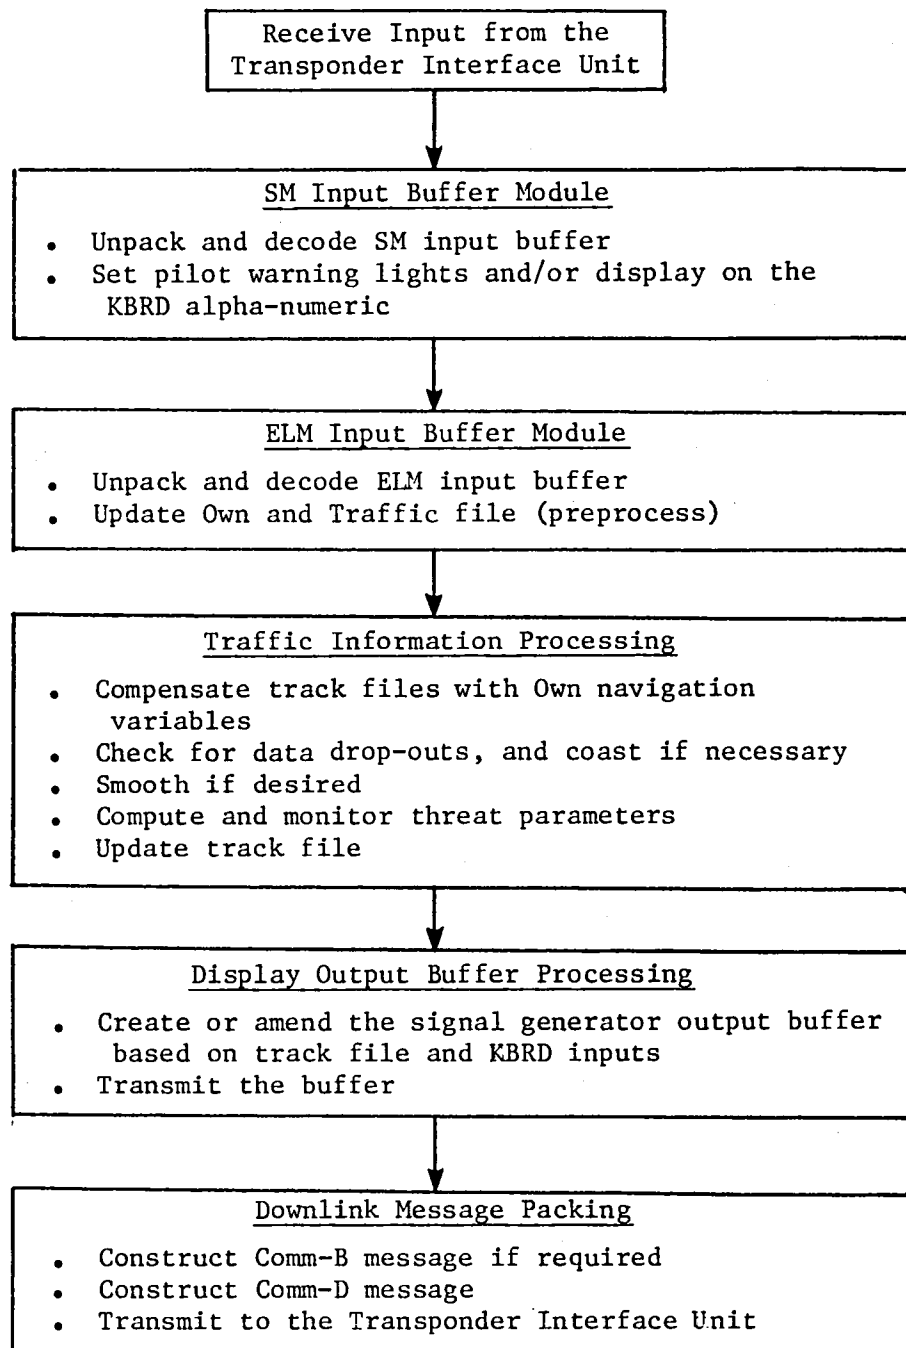 Receive Input from the
Transponder Interface Unit
SM Input Buffer Module
• Unpack and decode SM input buffer
• Set pilot warning lights and/or display on the
KBRD alpha-numeric
ELM Input Buffer Module
• Unpack and decode ELM input buffer
• Update Own and Traffic file (preprocess)
Traffic Information Processing
• Compensate track files with Own navigation
variables
• Check for data drop-outs, and coast if necessary
• Smooth if desired
• Compute and monitor threat parameters
• Update track file
Display Output Buffer Processing
• Create or amend the signal generator output buffer
based on track file and KBRD inputs
• Transmit the buffer
Downlink Message Packing
• Construct Comm-B message if required
• Construct Comm-D message
• Transmit to the Transponder Interface Unit